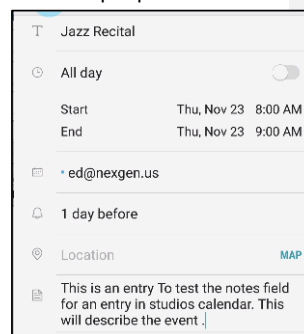 Jazz Recital
All day
Start Thu, Nov 23 8:00 AM
End Thu, Nov 23 9:00 AM
ed@nexgen.us
1 day before
Location MAP
This is an entry To test the notes field
for an entry in studios calendar. This
will describe the event .